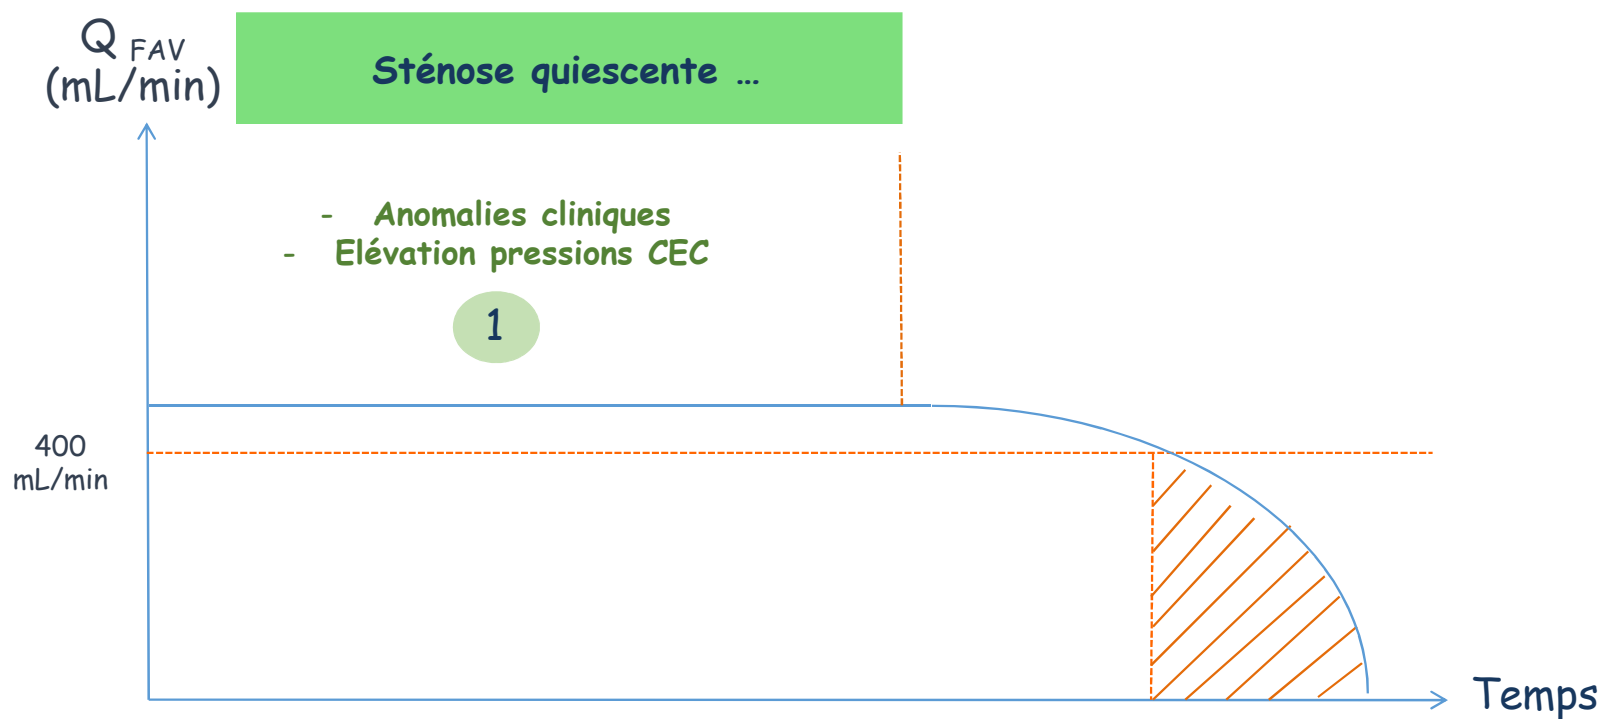 Q FAV
(mL/min)
Sténose quiescente ...
- Anomalies cliniques
- Elévation pressions CEC
1
400
mL/min
Temps